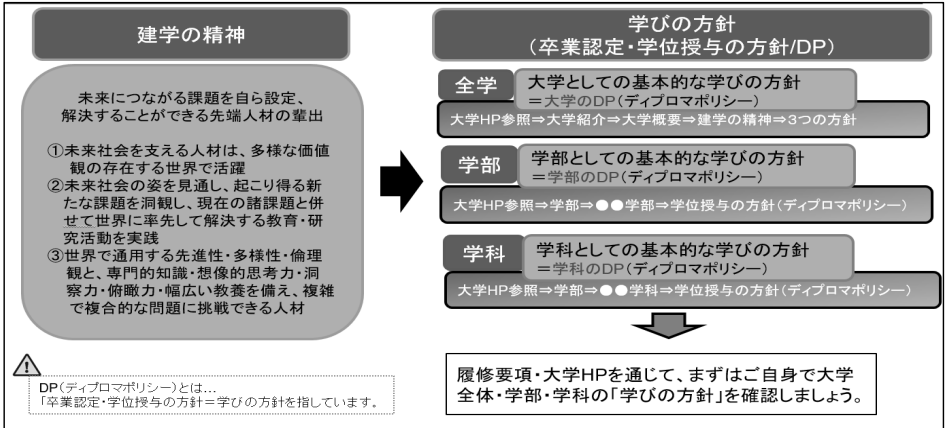 建学の精神
未来につながる課題を自ら設定、
解決することができる先端人材の輩出
①未来社会を支える人材は、多様な価値
観の存在する世界で活躍
②未来社会の姿を見通し、起こり得る新
たな課題を洞観し、現在の諸課題と併
せて世界に率先して解決する教育・研
究活動を実践
③世界で通用する先進性・多様性・倫理
観と、専門的知識・想像的思考力・洞
察力・俯瞰力・幅広い教養を備え、複雑
で複合的な問題に挑戦できる人材
DP(ディプロマポリシー)とは…
「卒業認定・学位授与の方針=学びの方針を指しています。
学びの方針
(卒業認定・学位授与の方針/DP)
全学
大学としての基本的な学びの方針
=大学のDP(ディプロマポリシー)
大学HP参照⇒大学紹介⇒大学概要⇒建学の精神⇒3つの方針
学部
学部としての基本的な学びの方針
=学部のDP(ディプロマポリシー)
大学HP参照⇒学部⇒●●学部⇒学位授与の方針(ディプロマポリシー)
学科
学科としての基本的な学びの方針
=学科のDP(ディプロマポリシー)
大学HP参照⇒学部⇒●●学科⇒学位授与の方針(ディプロマポリシー)
履修要項・大学HPを通じて、まずはご自身で大学
全体・学部・学科の「学びの方針」を確認しましょう。